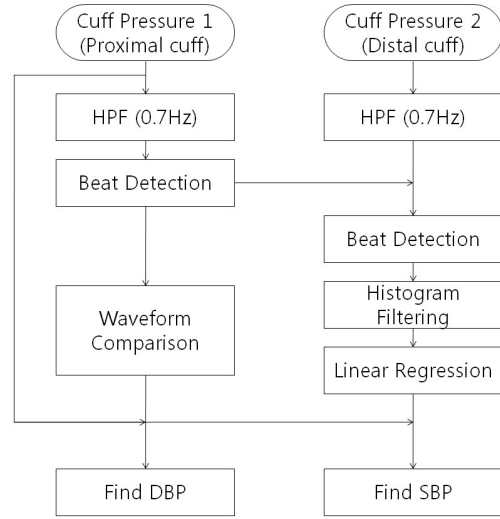 Cuff Pressure 1
(Proximal cuff)
HPF (0.7Hz)
Beat Detection
Waveform
Comparison
Find DBP
Cuff Pressure 2
(Distal cuff)
HPF (0.7Hz)
Beat Detection
Histogram
Filtering
Linear Regression
Find SBP